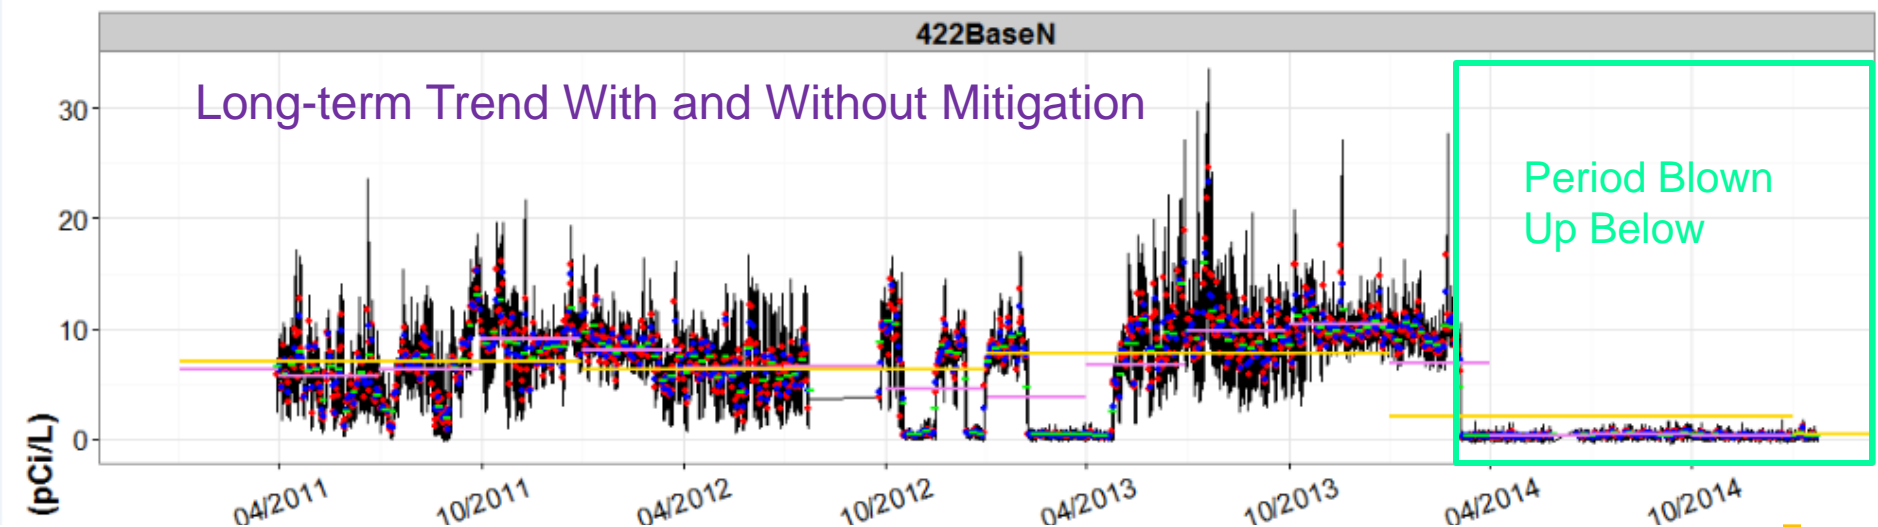 422BaseN
Long-term Trend With and Without Mitigation
Period Blown
Up Below
30
20
10
0
(pCi/L)
04/2011
10/2011
04/2012
10/2012
04/2013
10/2013
04/2014
10/2014